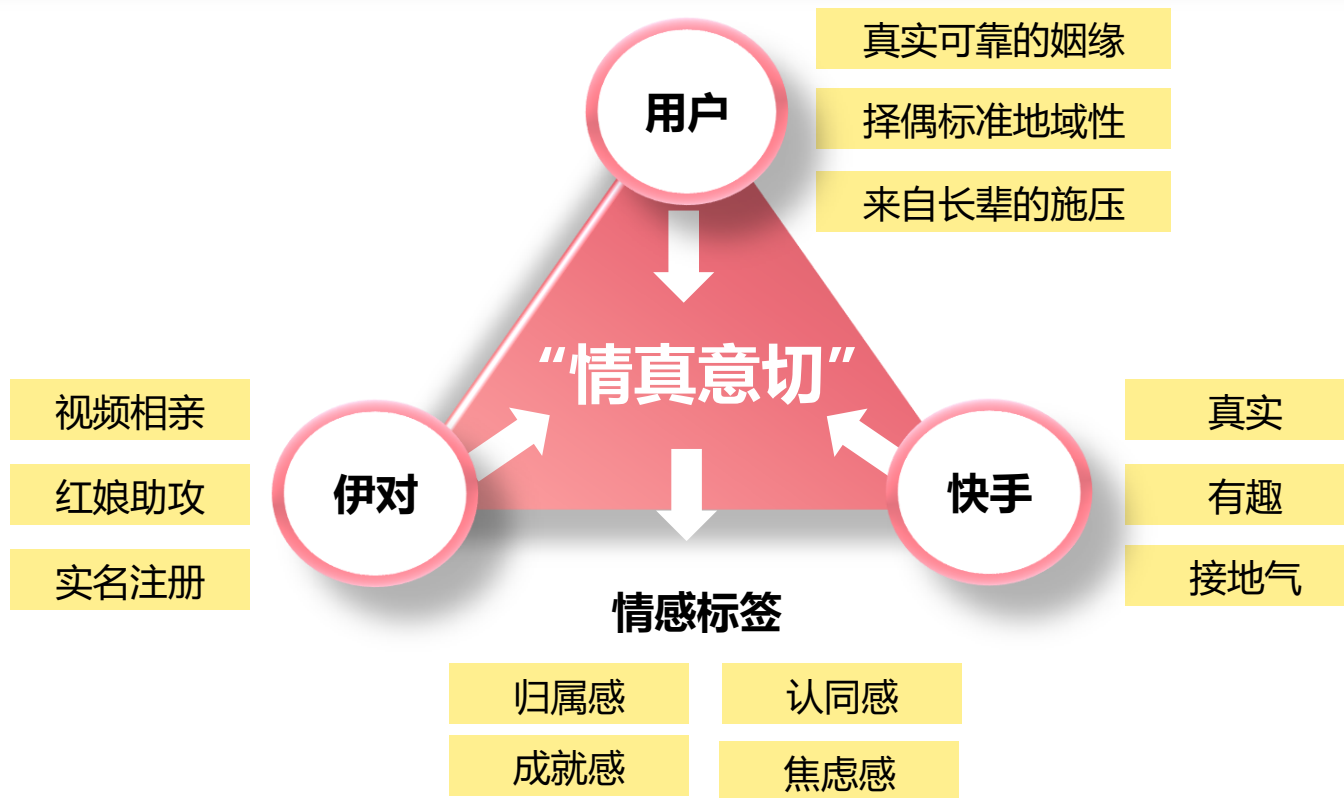 用户
真实可靠的姻缘
择偶标准地域性
来自长辈的施压
“情真意切”
伊对
视频相亲
红娘助攻
实名注册
快手
真实
有趣
接地气
情感标签
归属感
认同感
成就感
焦虑感